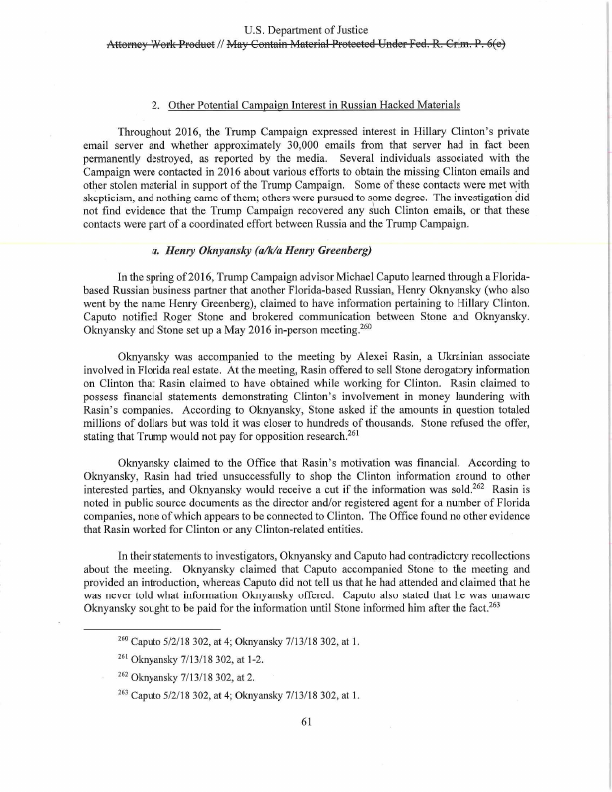 U.S. Department of Justice
Attorney Work Product // May Contain Material Protected Under Fed. R. Crim. P. 6(e)
2. Other Potential Campaign Interest in Russian Hacked Materials
Throughout 2016, the Trump Campaign expressed interest in Hillary Clinton's private
email server and whether approximately 30,000 emails from that server had in fact been
permanently destroyed, as reported by the media. Several individuals associated with the
Campaign were contacted in 2016 about various efforts to obtain the missing Clinton emails and
other stolen material in support of the Trump Campaign. Some of these contacts were met with
skepticism, and nothing came of them; others were pursued to some degree. The investigation did
not find evidence that the Trump Campaign recovered any such Clinton emails, or that these
contacts were part of a coordinated effort between Russia and the Trump Campaign.
a. Henry Oknyansky (a/k/a Henry Greenberg)
In the spring of 2016, Trump Campaign advisor Michael Caputo learned through a Florida-
based Russian business partner that another Florida-based Russian, Henry Oknyansky (who also
went by the name Henry Greenberg), claimed to have information pertaining to Hillary Clinton.
Caputo notified Roger Stone and brokered communication between Stone and Oknyansky.
Oknyansky and Stone set up a May 2016 in-person meeting.260
Oknyansky was accompanied to the meeting by Alexei Rasin, a Ukrainian associate
involved in Florida real estate. At the meeting, Rasin offered to sell Stone derogatory information
on Clinton that Rasin claimed to have obtained while working for Clinton. Rasin claimed to
possess financial statements demonstrating Clinton's involvement in money laundering with
Rasin's companies. According to Oknyansky, Stone asked if the amounts in question totaled
millions of dollars but was told it was closer to hundreds of thousands. Stone refused the offer,
stating that Trump would not pay for opposition research.261
Oknyansky claimed to the Office that Rasin's motivation was financial. According to
Oknyansky, Rasin had tried unsuccessfully to shop the Clinton information around to other
interested parties, and Oknyansky would receive a cut if the information was sold.262 Rasin is
noted in public source documents as the director and/or registered agent for a number of Florida
companies, none of which appears to be connected to Clinton. The Office found no other evidence
that Rasin worked for Clinton or any Clinton-related entities.
In their statements to investigators, Oknyansky and Caputo had contradictory recollections
about the meeting. Oknyansky claimed that Caputo accompanied Stone to the meeting and
provided an introduction, whereas Caputo did not tell us that he had attended and claimed that he
was never told what information Oknyansky offered. Caputo also stated that he was unaware
Oknyansky sought to be paid for the information until Stone informed him after the fact.263
260 Caputo 5/2/18 302, at 4; Oknyansky 7/13/18 302, at 1.
261 Oknyansky 7/13/18 302, at 1-2.
262 Oknyansky 7/13/18 302, at 2.
263 Caputo 5/2/18 302, at 4; Oknyansky 7/13/18 302, at 1.
61